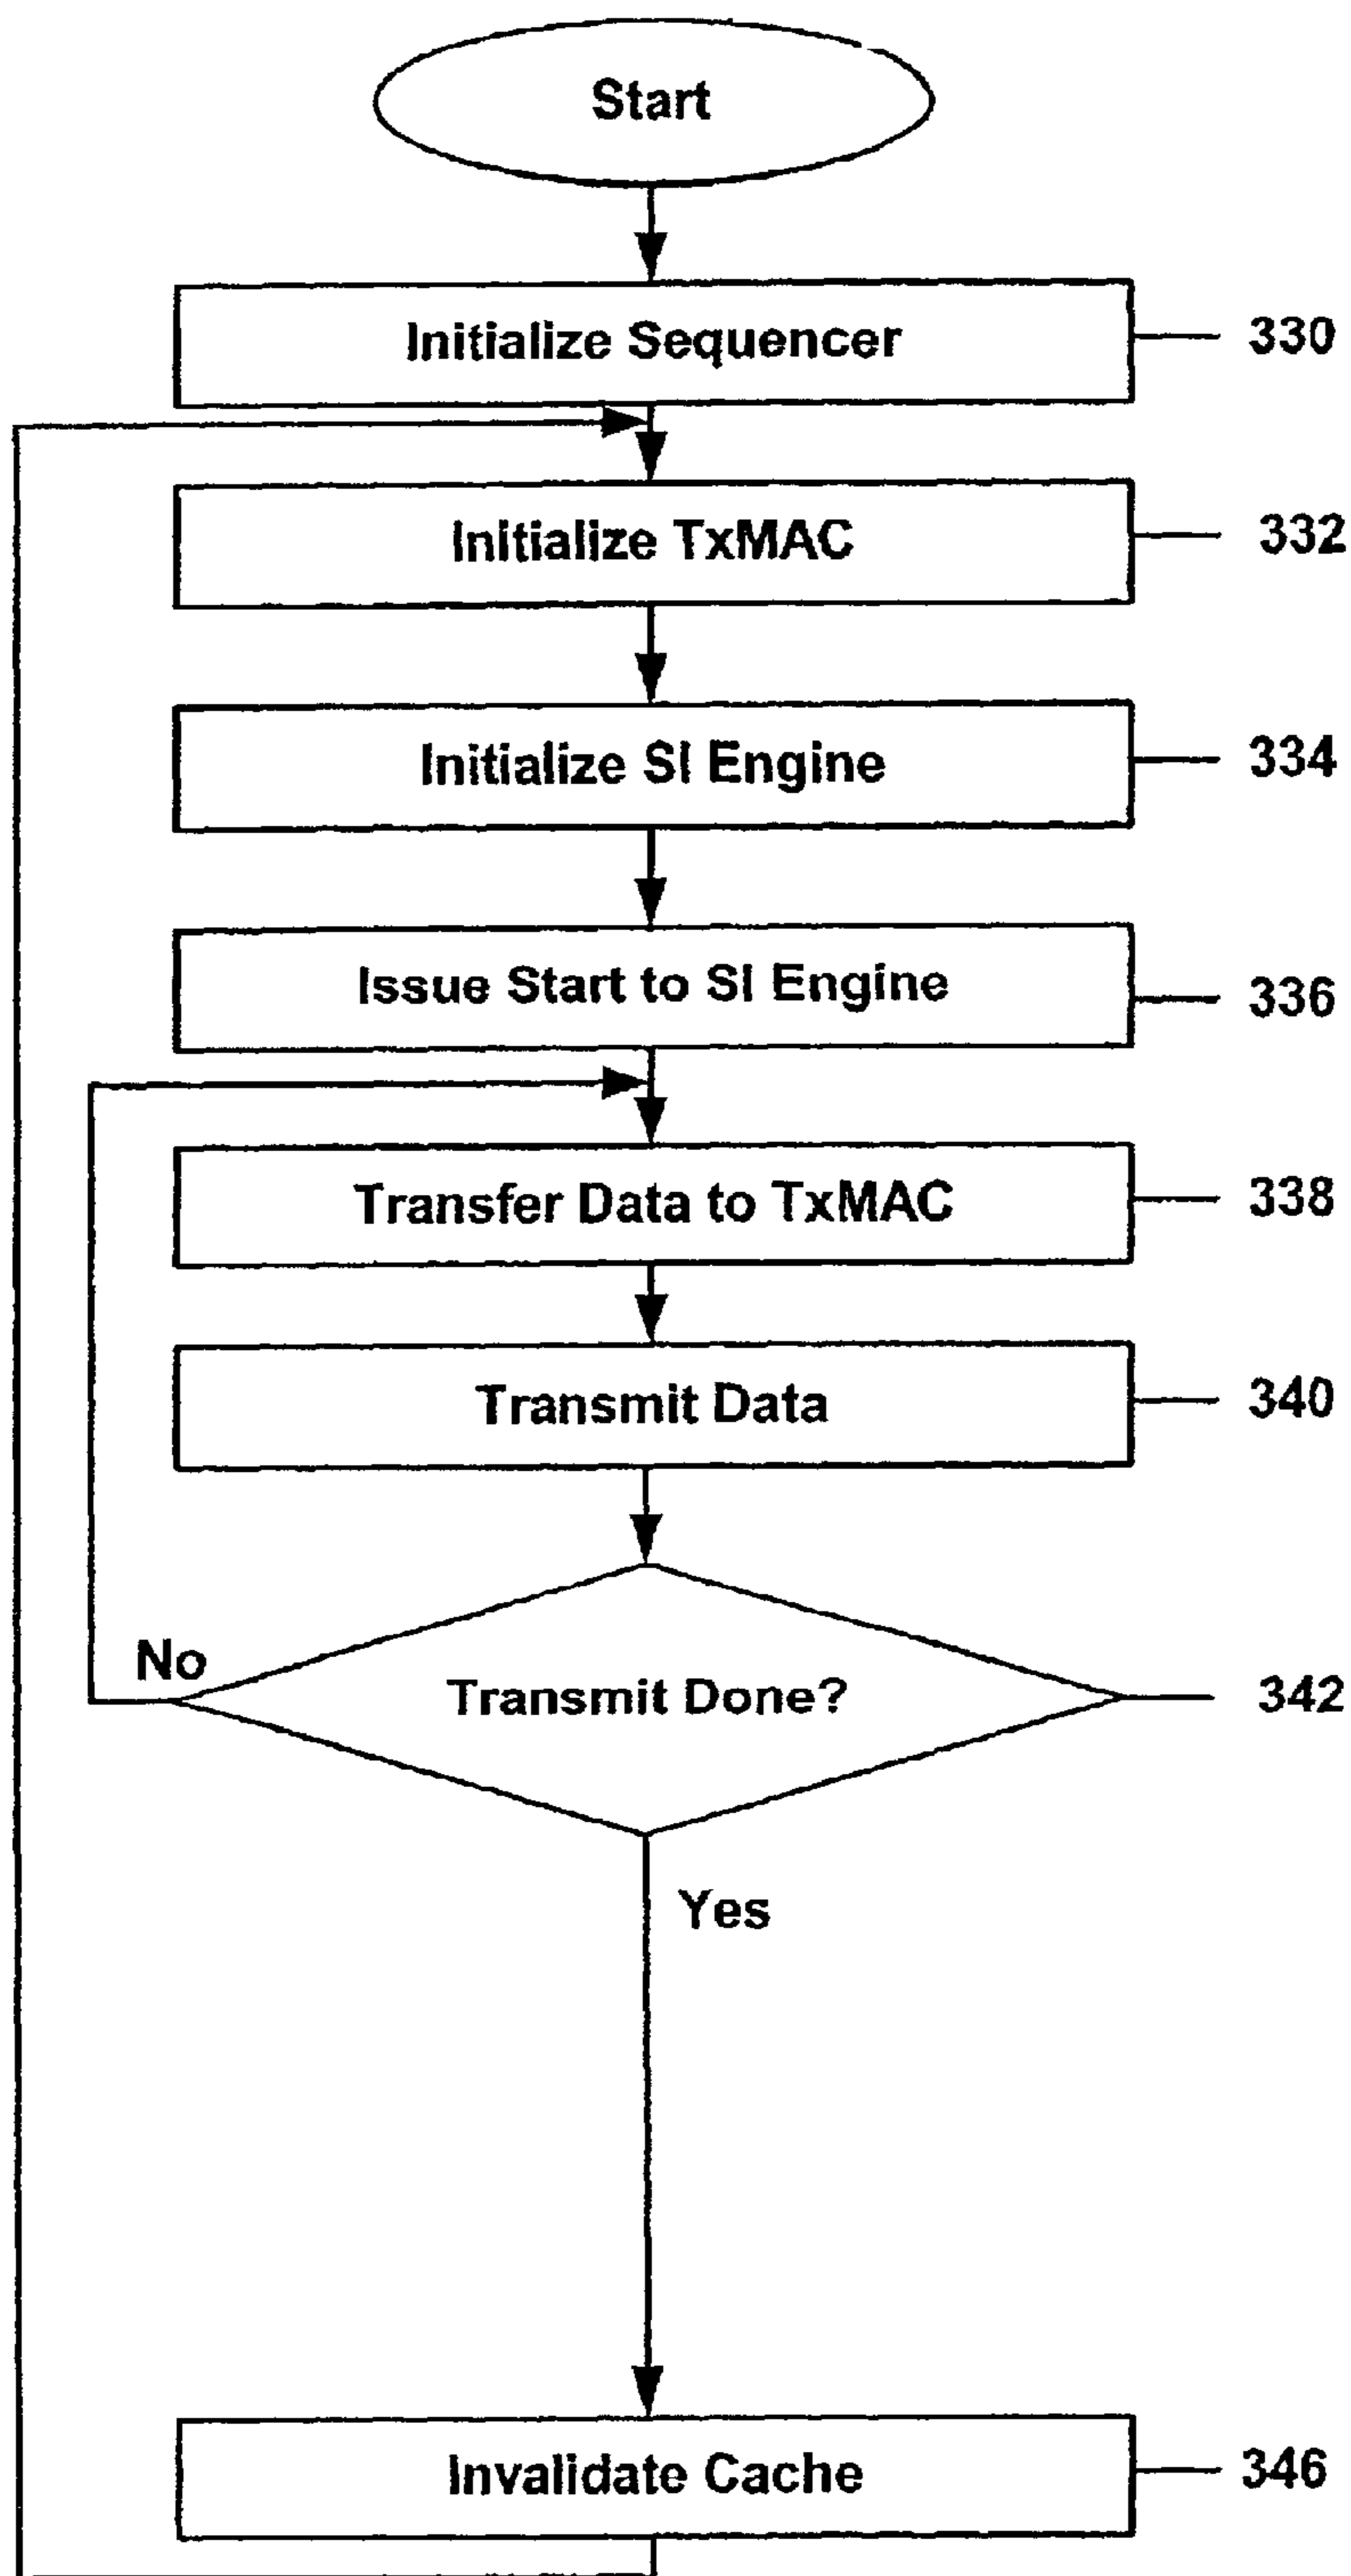 Start
Initialize Sequencer 330
Initialize TxMAC 332
Initialize SI Engine 334
Issue Start to SI Engine 336
Transfer Data to TxMAC 338
Transmit Data 340
No
Transmit Done? 342
Yes
Invalidate Cache 346